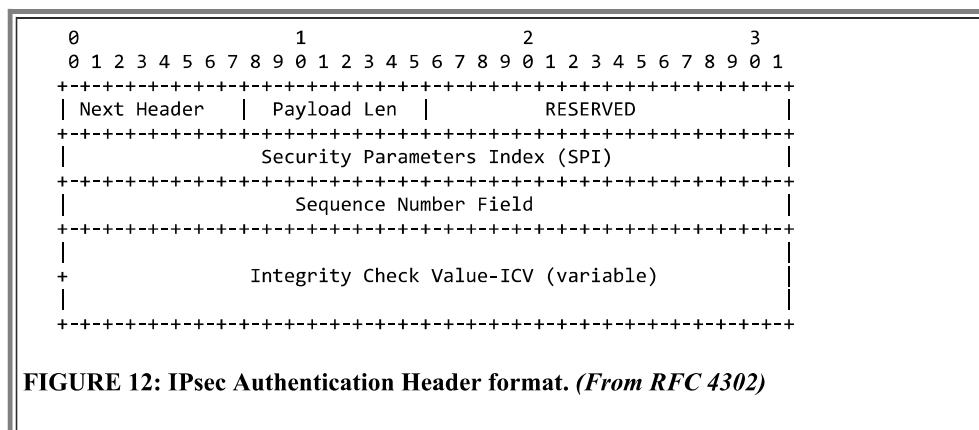 0 1 2 3
0 1 2 3 4 5 6 7 8 9 0 1 2 3 4 5 6 7 8 9 0 1 2 3 4 5 6 7 8 9 0 1
+-+-+-+-+-+-+-+-+-+-+-+-+-+-+-+-+-+-+-+-+-+-+-+-+-+-+-+-+-+-+-+-+
| Next Header | Payload Len | RESERVED |
+-+-+-+-+-+-+-+-+-+-+-+-+-+-+-+-+-+-+-+-+-+-+-+-+-+-+-+-+-+-+-+-+
| Security Parameters Index (SPI) |
+-+-+-+-+-+-+-+-+-+-+-+-+-+-+-+-+-+-+-+-+-+-+-+-+-+-+-+-+-+-+-+-+
| Sequence Number Field |
+-+-+-+-+-+-+-+-+-+-+-+-+-+-+-+-+-+-+-+-+-+-+-+-+-+-+-+-+-+-+-+-+
| |
+ Integrity Check Value-ICV (variable) |
| |
+-+-+-+-+-+-+-+-+-+-+-+-+-+-+-+-+-+-+-+-+-+-+-+-+-+-+-+-+-+-+-+-+
FIGURE 12: IPsec Authentication Header format. (From RFC 4302)